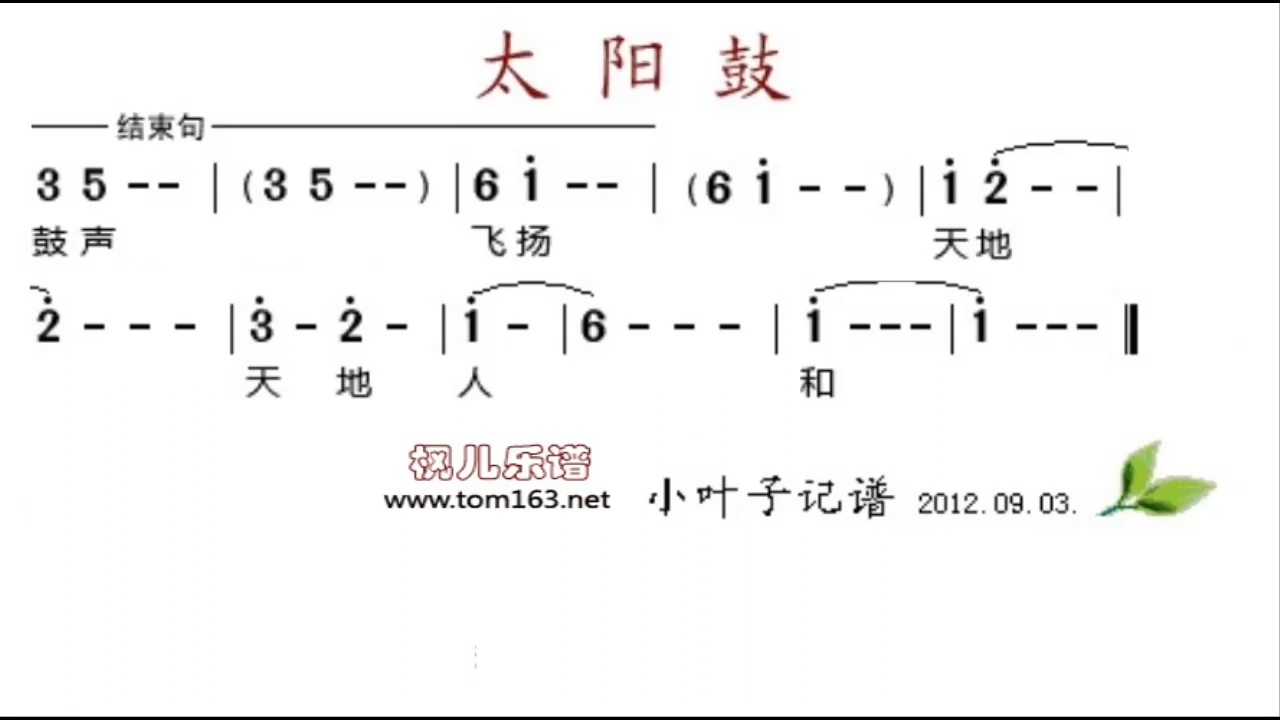 太阳鼓
结束句
3 5 -- | (3 5 --) | 6 i̇ -- | (6 i̇ - -) | i̇ 2̇ - - |
鼓声 飞扬 天地
2̇ - - - | 3̇ - 2̇ - | i̇ - | 6 - - - | i̇ --- | i̇ --- ‖
天 地 人 和
枫儿乐谱
www.tom163.net 小叶子记谱 2012.09.03.